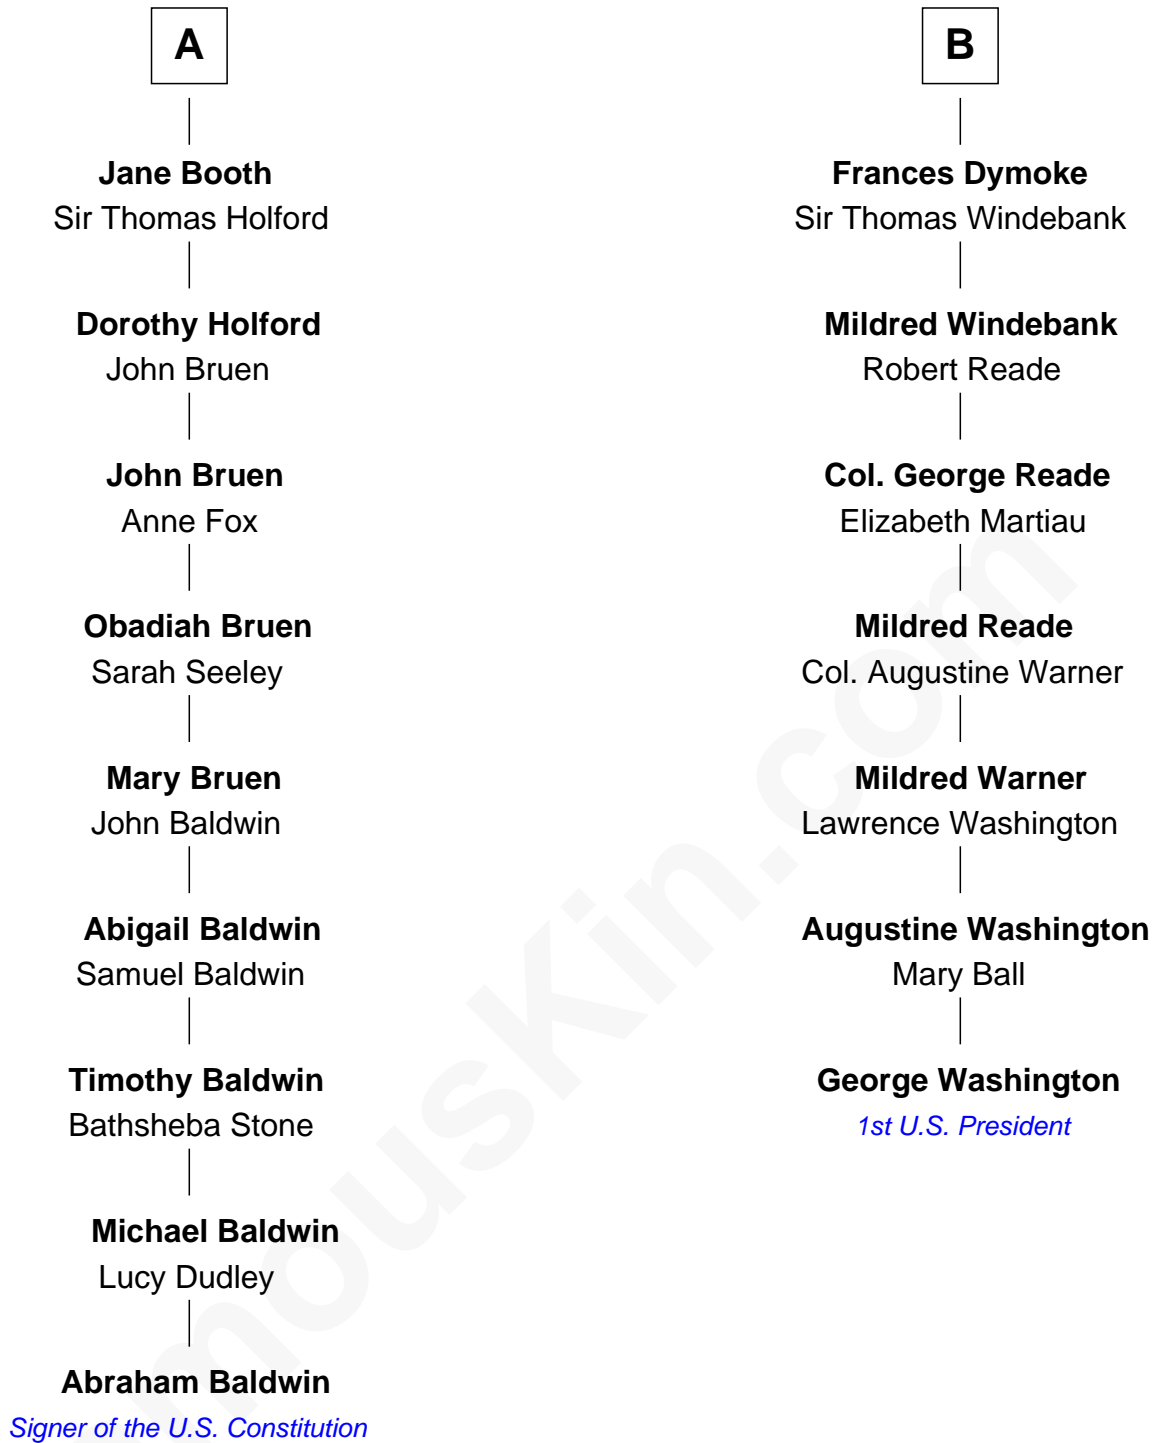 A
Jane Booth
Sir Thomas Holford
Dorothy Holford
John Bruen
John Bruen
Anne Fox
Obadiah Bruen
Sarah Seeley
Mary Bruen
John Baldwin
Abigail Baldwin
Samuel Baldwin
Timothy Baldwin
Bathsheba Stone
Michael Baldwin
Lucy Dudley
Abraham Baldwin
Signer of the U.S. Constitution
B
Frances Dymoke
Sir Thomas Windebank
Mildred Windebank
Robert Reade
Col. George Reade
Elizabeth Martiau
Mildred Reade
Col. Augustine Warner
Mildred Warner
Lawrence Washington
Augustine Washington
Mary Ball
George Washington
1st U.S. President
mousKin.com